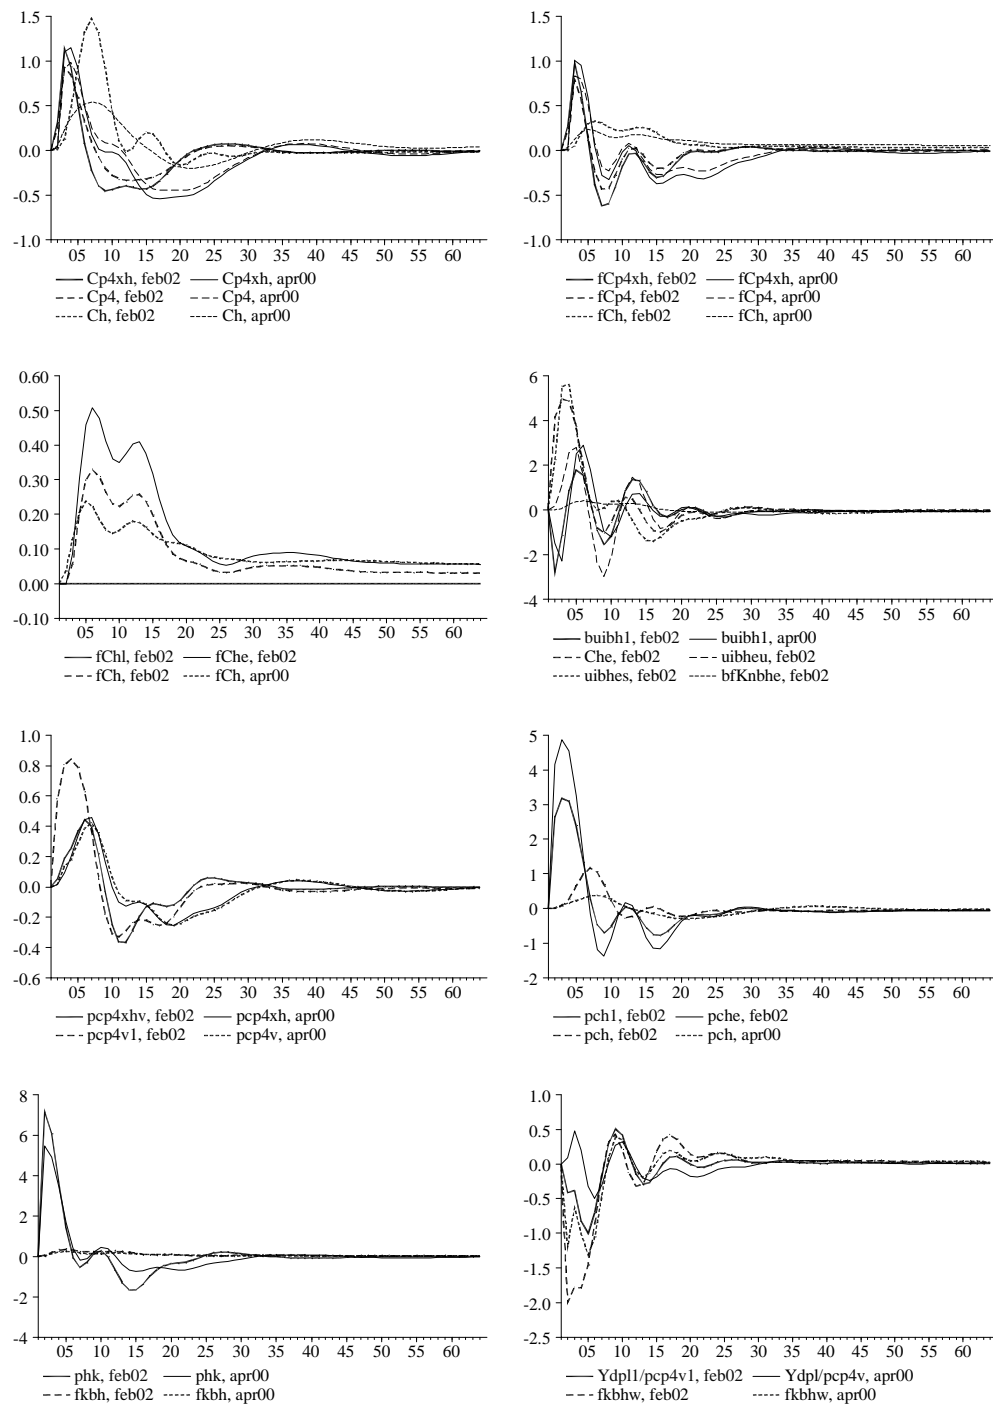 1.5
1.0
0.5
0.0
-0.5
-1.0
05 10 15 20 25 30 35 40 45 50 55 60
Cp4xh, feb02 Cp4xh, apr00
Cp4, feb02 Cp4, apr00
Ch, feb02 Ch, apr00
1.5
1.0
0.5
0.0
-0.5
-1.0
05 10 15 20 25 30 35 40 45 50 55 60
fCp4xh, feb02 fCp4xh, apr00
fCp4, feb02 fCp4, apr00
fCh, feb02 fCh, apr00
0.60
0.50
0.40
0.30
0.20
0.10
0.00
-0.10
05 10 15 20 25 30 35 40 45 50 55 60
fChl, feb02 fChe, feb02
fCh, feb02 fCh, apr00
6
4
2
0
-2
-4
05 10 15 20 25 30 35 40 45 50 55 60
buibh1, feb02 buibh1, apr00
Che, feb02 uibheu, feb02
uibhes, feb02 bfKnbhe, feb02
1.0
0.8
0.6
0.4
0.2
0.0
-0.2
-0.4
-0.6
05 10 15 20 25 30 35 40 45 50 55 60
pcp4xhv, feb02 pcp4xh, apr00
pcp4v1, feb02 pcp4v, apr00
5
4
3
2
1
0
-1
-2
05 10 15 20 25 30 35 40 45 50 55 60
pch1, feb02 pche, feb02
pch, feb02 pch, apr00
8
6
4
2
0
-2
-4
05 10 15 20 25 30 35 40 45 50 55 60
phk, feb02 phk, apr00
fkbh, feb02 fkbh, apr00
1.0
0.5
0.0
-0.5
-1.0
-1.5
-2.0
-2.5
05 10 15 20 25 30 35 40 45 50 55 60
Ydpl1/pcp4v1, feb02 Ydpl/pcp4v, apr00
fkbhw, feb02 fkbhw, apr00